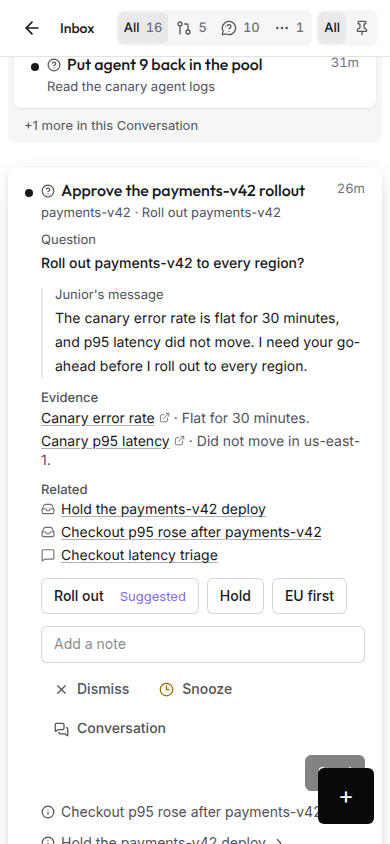 Inbox All 16 5 10 ··· 1 All
Put agent 9 back in the pool 31m
Read the canary agent logs
+1 more in this Conversation
Approve the payments-v42 rollout 26m
payments-v42 · Roll out payments-v42
Question
Roll out payments-v42 to every region?
Junior's message
The canary error rate is flat for 30 minutes,
and p95 latency did not move. I need your go-
ahead before I roll out to every region.
Evidence
Canary error rate · Flat for 30 minutes.
Canary p95 latency · Did not move in us-east-
1.
Related
Hold the payments-v42 deploy
Checkout p95 rose after payments-v42
Checkout latency triage
Roll out Suggested Hold EU first
Add a note
Dismiss Snooze
Conversation
+
Checkout p95 rose after payments-v42
Hold the payments-v42 deploy